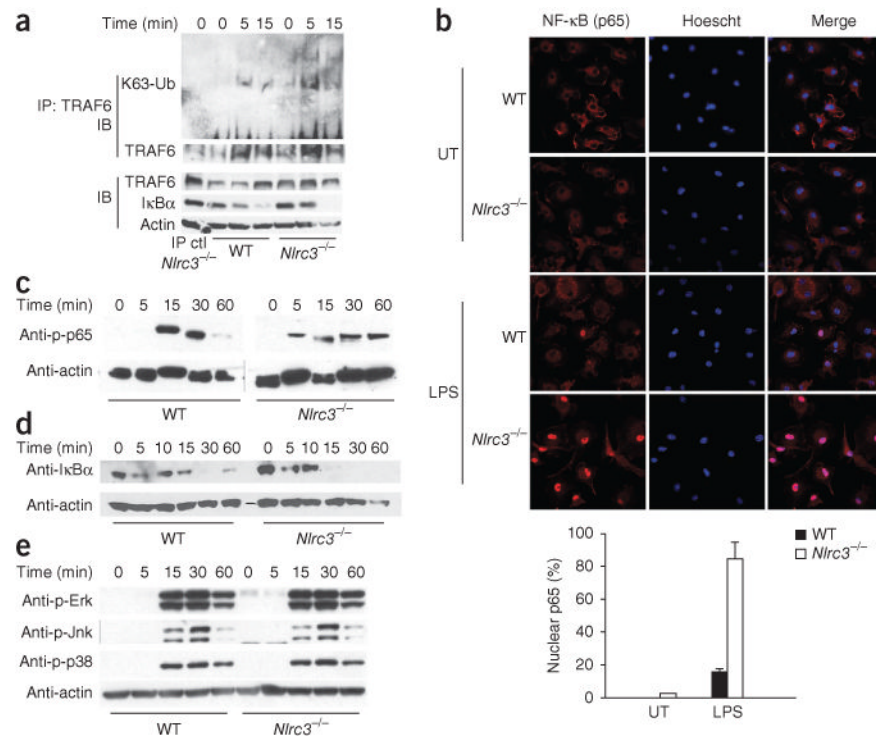 a
Time (min) 0 0 5 15 0 5 15
K63-Ub
IP: TRAF6
IB
TRAF6
IB
TRAF6
IκBα
Actin
IP ctl
Nlrc3–/–
WT
Nlrc3–/–
b
NF-κB (p65) Hoescht Merge
UT
WT
Nlrc3–/–
LPS
WT
Nlrc3–/–
Nuclear p65 (%)
100
80
60
40
20
0
UT LPS
WT
Nlrc3–/–
c
Time (min) 0 5 15 30 60 0 5 15 30 60
Anti-p-p65
Anti-actin
WT Nlrc3–/–
d
Time (min) 0 5 10 15 30 60 0 5 10 15 30 60
Anti-IκBα
Anti-actin
WT Nlrc3–/–
e
Time (min) 0 5 15 30 60 0 5 15 30 60
Anti-p-Erk
Anti-p-Jnk
Anti-p-p38
Anti-actin
WT Nlrc3–/–